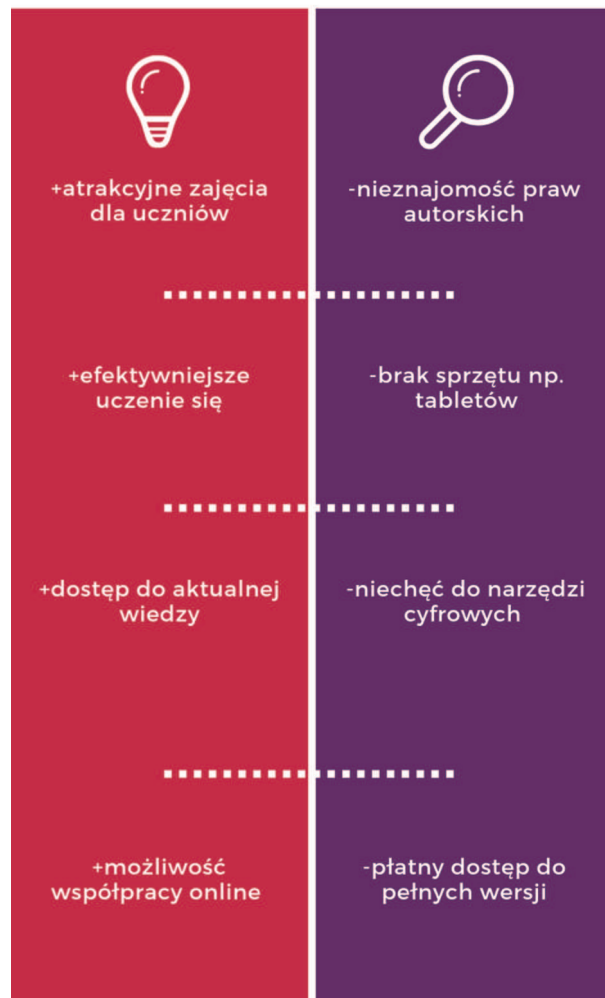 +atrakcyjne zajęcia
dla uczniów
-nieznajomość praw
autorskich
+efektywniejsze
uczenie się
-brak sprzętu np.
tabletów
+dostęp do aktualnej
wiedzy
-niechęć do narzędzi
cyfrowych
+możliwość
współpracy online
-płatny dostęp do
pełnych wersji